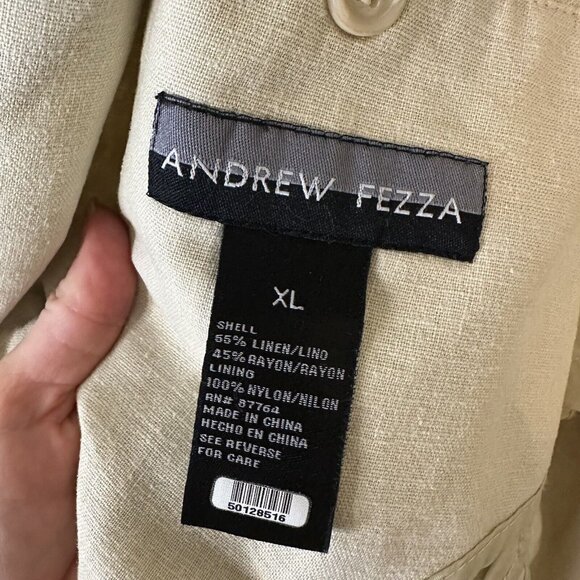 ANDREW FEZZA
XL
SHELL
55% LINEN/LINO
45% RAYON/RAYON
LINING
100% NYLON/NILON
RN# 87764
MADE IN CHINA
HECHO EN CHINA
SEE REVERSE
FOR CARE
50128516